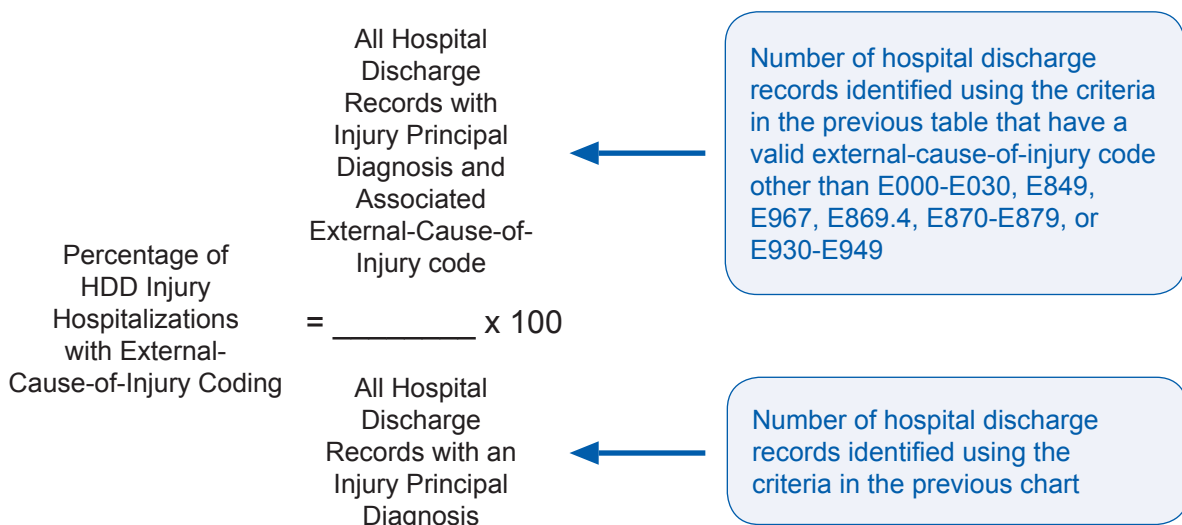 Percentage of
HDD Injury
Hospitalizations
with External-
Cause-of-Injury Coding
=
All Hospital
Discharge
Records with
Injury Principal
Diagnosis and
Associated
External-Cause-of-
Injury code
________ x 100
All Hospital
Discharge
Records with an
Injury Principal
Diagnosis
Number of hospital discharge
records identified using the criteria
in the previous table that have a
valid external-cause-of-injury code
other than E000-E030, E849,
E967, E869.4, E870-E879, or
E930-E949
Number of hospital discharge
records identified using the
criteria in the previous chart